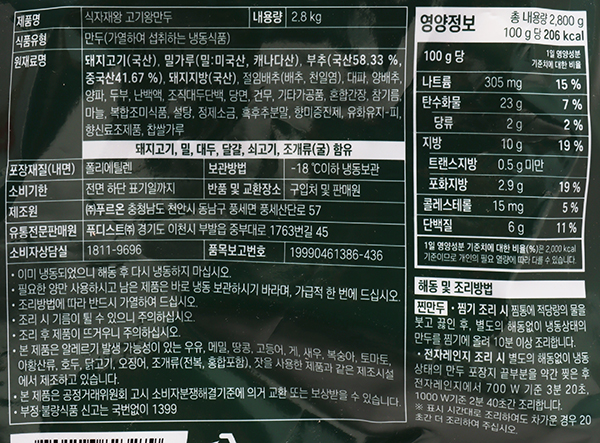 제품명 식자재왕 고기왕만두 내용량 2.8 kg
식품유형 만두(가열하여 섭취하는 냉동식품)
원재료명 돼지고기(국산), 밀가루(밀:미국산, 캐나다산), 부추(국산58.33 %,
중국산41.67 %), 돼지지방(국산), 절임배추(배추, 천일염), 대파, 양배추,
양파, 두부, 난백액, 조직대두단백, 당면, 건무, 기타가공품, 혼합간장, 참기름,
마늘, 복합조미식품, 설탕, 정제소금, 흑후추분말, 향미증진제, 유화유지-피,
향신료조제품, 찹쌀가루
돼지고기, 밀, 대두, 달걀, 쇠고기, 조개류(굴) 함유
포장재질(내면) 폴리에틸렌 보관방법 -18 ℃이하 냉동보관
소비기한 전면 하단 표기일까지 반품 및 교환장소 구입처 및 판매원
제조원 ㈜푸르온 충청남도 천안시 동남구 풍세면 풍세산단로 57
유통전문판매원 푸디스트㈜ 경기도 이천시 부발읍 중부대로 1763번길 45
소비자상담실 1811-9696 품목보고번호 19990461386-436
• 이미 냉동되었으니 해동 후 다시 냉동하지 마십시오.
• 필요한 양만 사용하시고 남은 제품은 바로 냉동 보관하시기 바라며, 가급적 한 번에 드십시오.
• 조리방법에 따라 반드시 가열하여 드십시오.
• 조리 시 기름이 튈 수 있으니 주의하십시오.
• 조리 후 제품이 뜨거우니 주의하십시오.
• 본 제품은 알레르기 발생 가능성이 있는 우유, 메밀, 땅콩, 고등어, 게, 새우, 복숭아, 토마토,
아황산류, 호두, 닭고기, 오징어, 조개류(전복, 홍합포함), 잣을 사용한 제품과 같은 제조시설
에서 제조하고 있습니다.
• 본 제품은 공정거래위원회 고시 소비자분쟁해결기준에 의거 교환 또는 보상받을 수 있습니다.
• 부정·불량식품 신고는 국번없이 1399
영양정보 총 내용량 2,800 g
100 g 당 206 kcal
100 g 당 1일 영양성분
기준치에 대한 비율
나트륨 305 mg 15 %
탄수화물 23 g 7 %
당류 2 g 2 %
지방 10 g 19 %
트랜스지방 0.5 g 미만
포화지방 2.9 g 19 %
콜레스테롤 15 mg 5 %
단백질 6 g 11 %
1일 영양성분 기준치에 대한 비율(%)은 2,000 kcal
기준이므로 개인의 필요 열량에 따라 다를 수 있습니다.
해동 및 조리방법
찐만두 • 찜기 조리 시 찜통에 적당량의 물을
붓고 끓인 후, 별도의 해동없이 냉동상태의
만두를 찜기에 올려 10분 이상 조리합니다.
• 전자레인지 조리 시 별도의 해동없이 냉동
상태의 만두 포장지 끝부분을 약간 찢은 후
전자레인지에서 700 W 기준 3분 20초,
1000 W기준 2분 40초간 조리합니다.
※ 표시 시간대로 조리하여도 차가운 경우 20
초간 더 조리하여 주십시오.